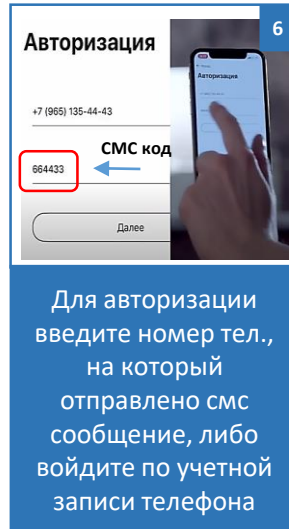 6
Авторизация
+7 (965) 135-44-43
СМС код
664433
Далее
Авторизация
Для авторизации
введите номер тел.,
на который
отправлено смс
сообщение, либо
войдите по учетной
записи телефона